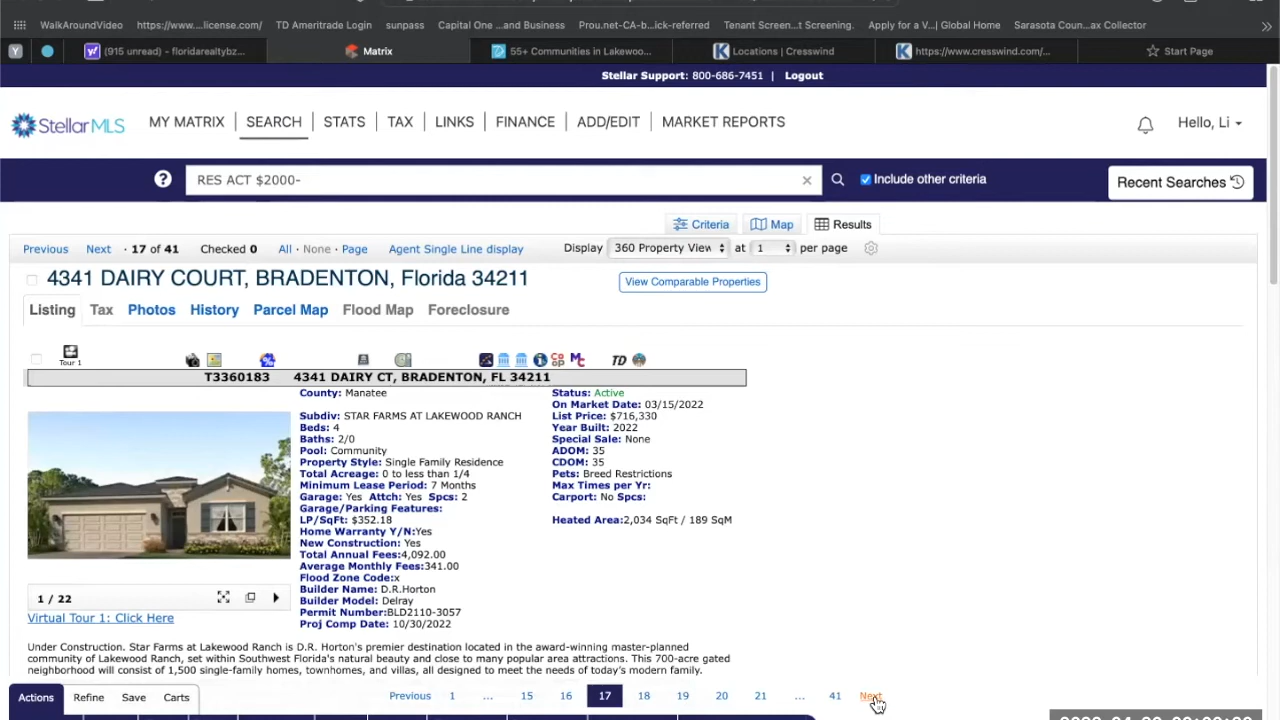 WalkAroundVideo https://www....license.com/ TD Ameritrade Login sunpass Capital One ...and Business Prou.net-CA-b...ick-referred Tenant Screen...t Screening. Apply for a V...| Global Home Sarasota Coun...ax Collector
Y (915 unread) - floridarealtybz... Matrix 55+ Communities in Lakewoo... Locations | Cresswind https://www.cresswind.com/... Start Page
Stellar Support: 800-686-7451 | Logout
StellarMLS MY MATRIX SEARCH STATS TAX LINKS FINANCE ADD/EDIT MARKET REPORTS Hello, Li
? RES ACT $2000- × Include other criteria Recent Searches
Criteria Map Results
Previous Next · 17 of 41 Checked 0 All · None · Page Agent Single Line display Display 360 Property View at 1 per page
4341 DAIRY COURT, BRADENTON, Florida 34211 View Comparable Properties
Listing Tax Photos History Parcel Map Flood Map Foreclosure
Tour 1 TD
T3360183 4341 DAIRY CT, BRADENTON, FL 34211
County: Manatee Status: Active
On Market Date: 03/15/2022
Subdiv: STAR FARMS AT LAKEWOOD RANCH List Price: $716,330
Beds: 4 Year Built: 2022
Baths: 2/0 Special Sale: None
Pool: Community ADOM: 35
Property Style: Single Family Residence CDOM: 35
Total Acreage: 0 to less than 1/4 Pets: Breed Restrictions
Minimum Lease Period: 7 Months Max Times per Yr:
Garage: Yes Attch: Yes Spcs: 2 Carport: No Spcs:
Garage/Parking Features:
LP/SqFt: $352.18 Heated Area:2,034 SqFt / 189 SqM
Home Warranty Y/N:Yes
New Construction: Yes
Total Annual Fees:4,092.00
Average Monthly Fees:341.00
Flood Zone Code:x
Builder Name: D.R.Horton
Builder Model: Delray
Permit Number:BLD2110-3057
Proj Comp Date: 10/30/2022
1 / 22
Virtual Tour 1: Click Here
Under Construction. Star Farms at Lakewood Ranch is D.R. Horton's premier destination located in the award-winning master-planned
community of Lakewood Ranch, set within Southwest Florida's natural beauty and close to many popular area attractions. This 700-acre gated
neighborhood will consist of 1,500 single-family homes, townhomes, and villas, all designed to meet the needs of today's modern family.
Actions Refine Save Carts Previous 1 ... 15 16 17 18 19 20 21 ... 41 Next